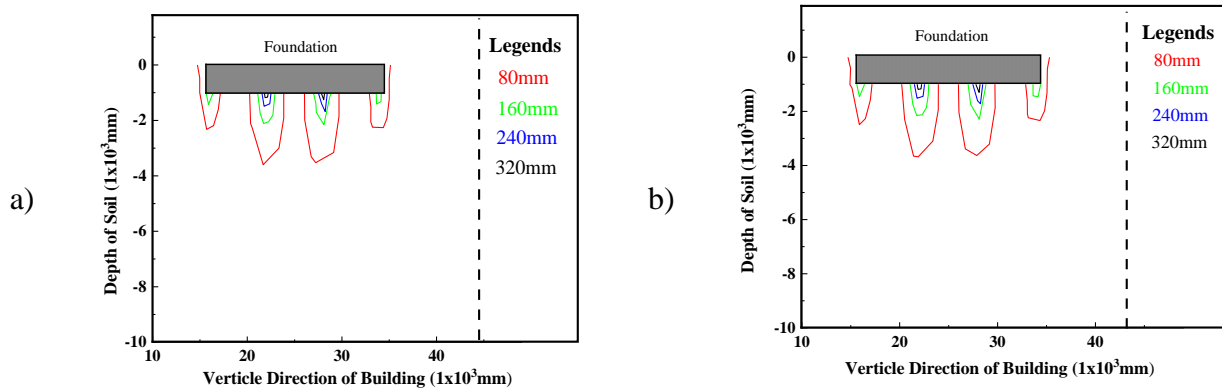 a)
Foundation
Legends
80mm
160mm
240mm
320mm
0
-2
-4
-6
-8
-10
Depth of Soil (1x10³mm)
10 20 30 40
Verticle Direction of Building (1x10³mm)
b)
Foundation
Legends
80mm
160mm
240mm
320mm
0
-2
-4
-6
-8
-10
Depth of Soil (1x10³mm)
10 20 30 40
Verticle Direction of Building (1x10³mm)